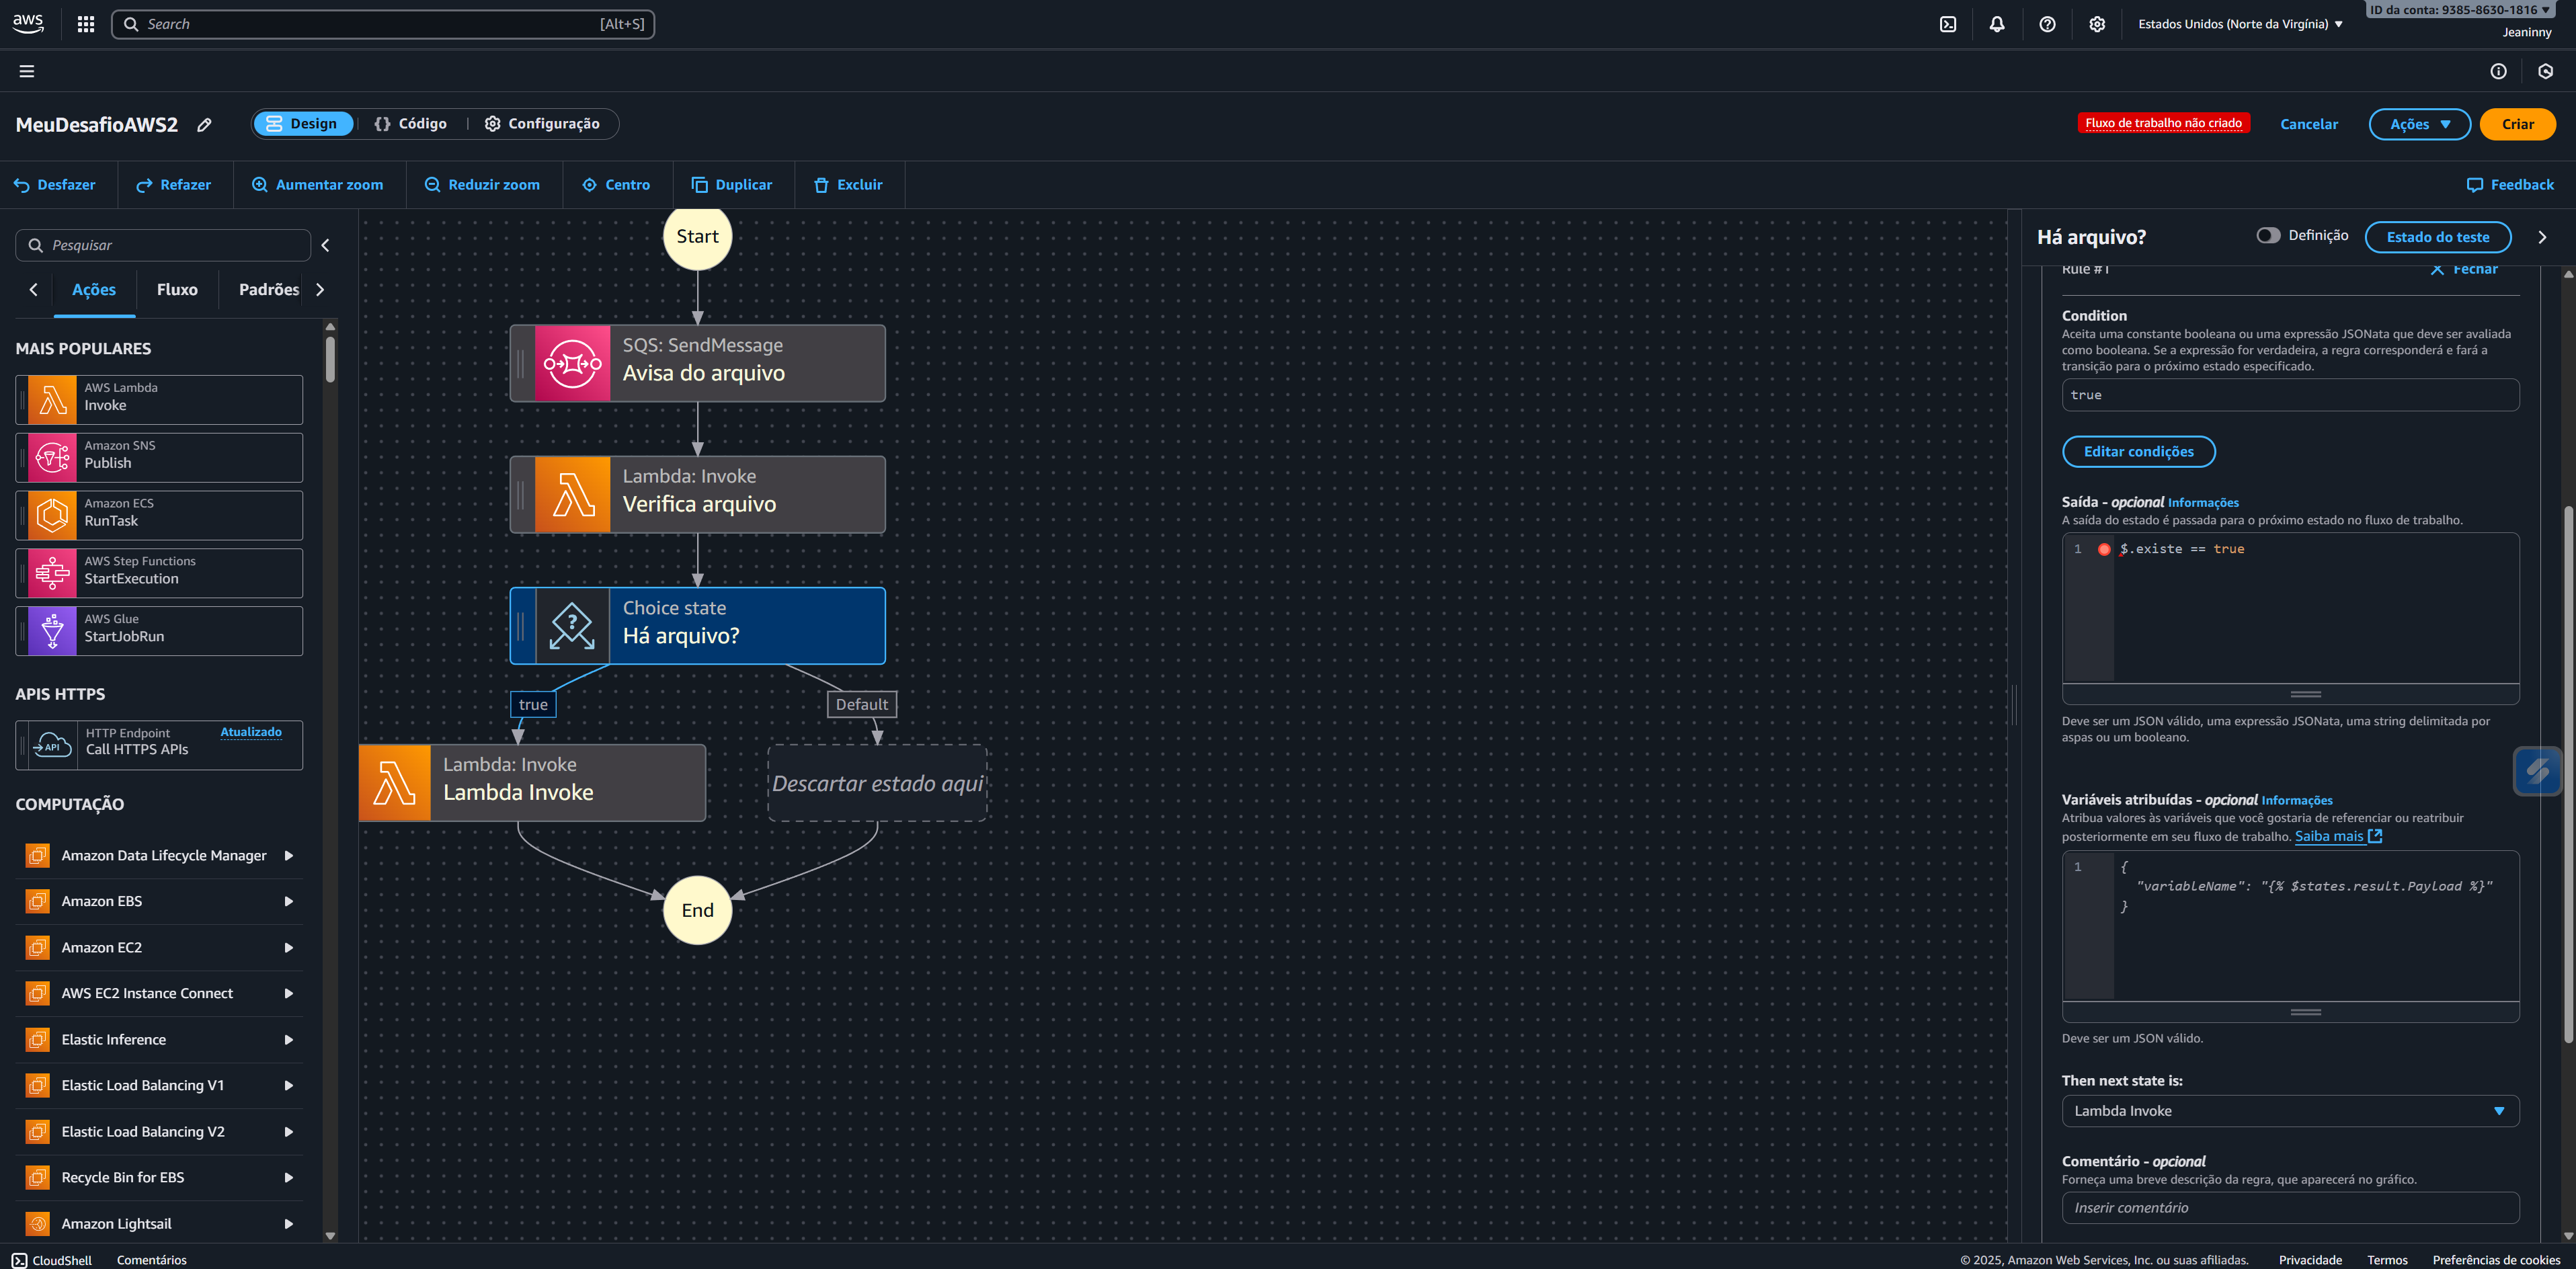 aws
Search
[Alt+S]
Estados Unidos (Norte da Virgínia)
ID da conta: 9385-8630-1816
Jeaninny
MeuDesafioAWS2
Design
Código
Configuração
Fluxo de trabalho não criado
Cancelar
Ações
Criar
Desfazer
Refazer
Aumentar zoom
Reduzir zoom
Centro
Duplicar
Excluir
Feedback
Pesquisar
Ações
Fluxo
Padrões
MAIS POPULARES
AWS Lambda
Invoke
Amazon SNS
Publish
Amazon ECS
RunTask
AWS Step Functions
StartExecution
AWS Glue
StartJobRun
APIS HTTPS
API
HTTP Endpoint
Atualizado
Call HTTPS APIs
COMPUTAÇÃO
Amazon Data Lifecycle Manager
Amazon EBS
Amazon EC2
AWS EC2 Instance Connect
Elastic Inference
Elastic Load Balancing V1
Elastic Load Balancing V2
Recycle Bin for EBS
Amazon Lightsail
Start
SQS: SendMessage
Avisa do arquivo
Lambda: Invoke
Verifica arquivo
Choice state
Há arquivo?
true
Default
Lambda: Invoke
Lambda Invoke
Descartar estado aqui
End
Há arquivo?
Definição
Estado do teste
Rule #1
Fechar
Condition
Aceita uma constante booleana ou uma expressão JSONata que deve ser avaliada
como booleana. Se a expressão for verdadeira, a regra corresponderá e fará a
transição para o próximo estado especificado.
true
Editar condições
Saída - opcional Informações
A saída do estado é passada para o próximo estado no fluxo de trabalho.
1 $.existe == true
Deve ser um JSON válido, uma expressão JSONata, uma string delimitada por
aspas ou um booleano.
Variáveis atribuídas - opcional Informações
Atribua valores às variáveis que você gostaria de referenciar ou reatribuir
posteriormente em seu fluxo de trabalho. Saiba mais
1 {
"variableName": "{% $states.result.Payload %}"
}
Deve ser um JSON válido.
Then next state is:
Lambda Invoke
Comentário - opcional
Forneça uma breve descrição da regra, que aparecerá no gráfico.
Inserir comentário
CloudShell
Comentários
© 2025, Amazon Web Services, Inc. ou suas afiliadas.
Privacidade
Termos
Preferências de cookies